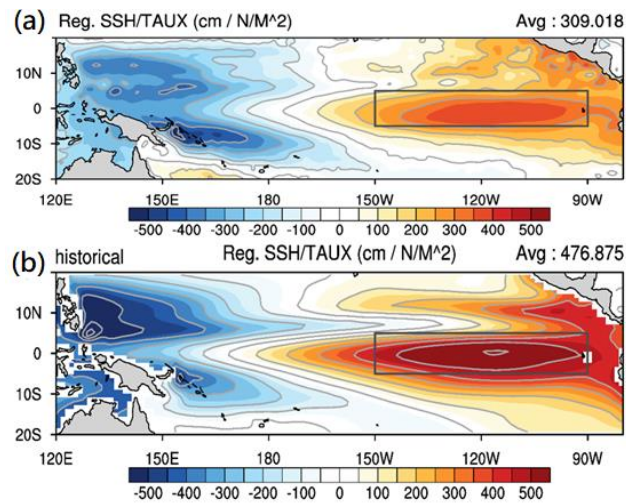 (a) Reg. SSH/TAUX (cm / N/M^2) Avg : 309.018
10N
0
10S
20S
120E 150E 180 150W 120W 90W
-500 -400 -300 -200 -100 0 100 200 300 400 500
(b) historical Reg. SSH/TAUX (cm / N/M^2) Avg : 476.875
10N
0
10S
20S
120E 150E 180 150W 120W 90W
-500 -400 -300 -200 -100 0 100 200 300 400 500